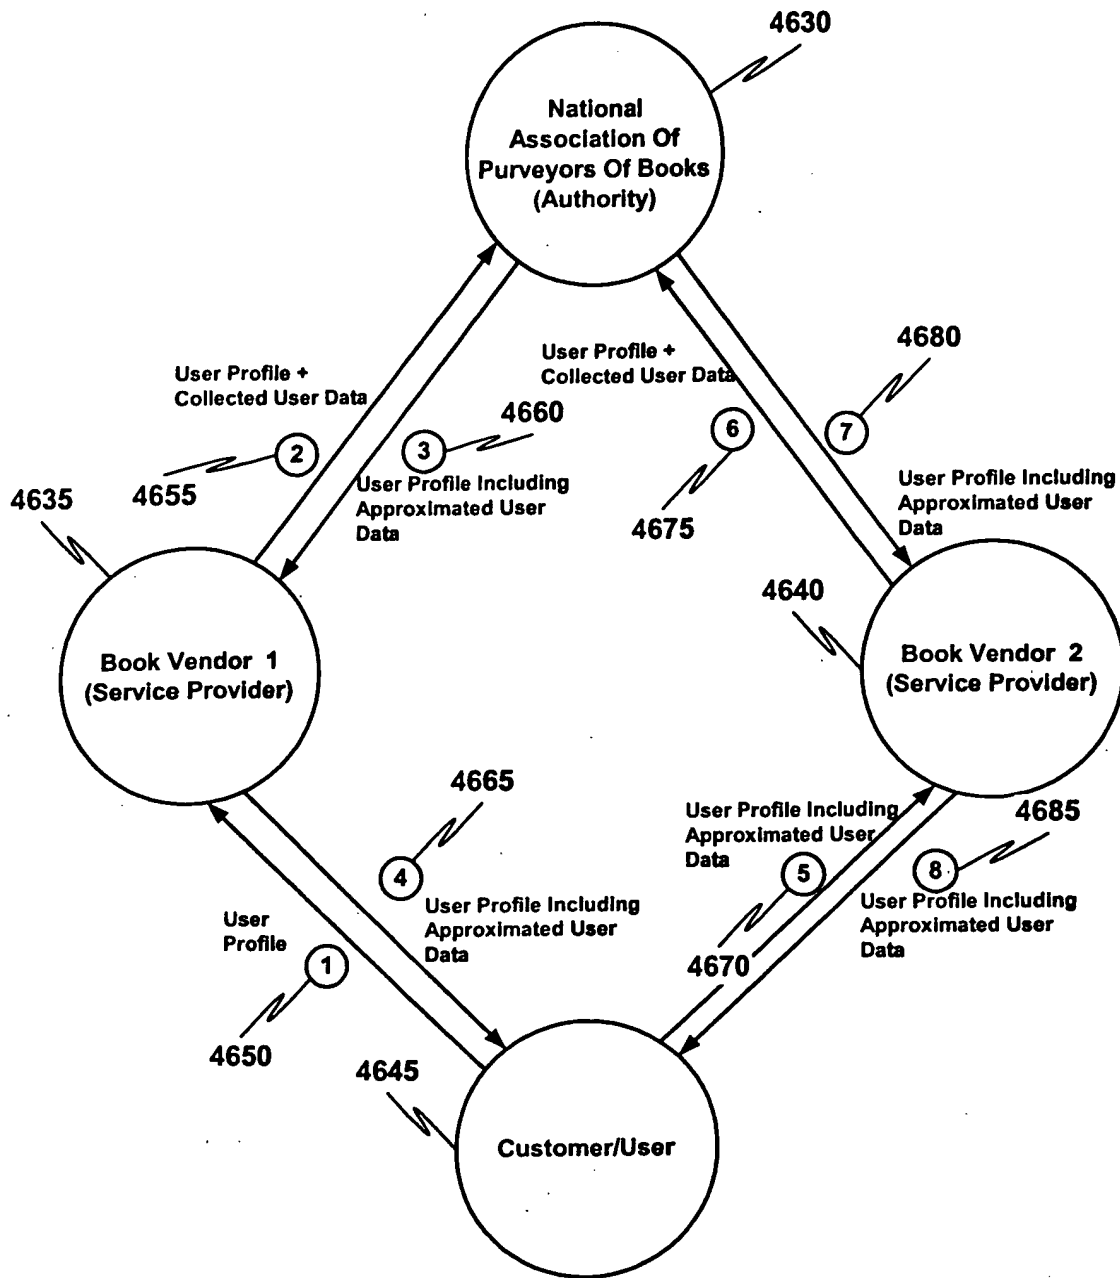 4630
National
Association Of
Purveyors Of Books
(Authority)
User Profile +
Collected User Data
2
4655
3
4660
User Profile Including
Approximated User
Data
User Profile +
Collected User Data
6
4675
7
4680
User Profile Including
Approximated User
Data
4635
Book Vendor 1
(Service Provider)
4640
Book Vendor 2
(Service Provider)
4665
4
User Profile Including
Approximated User
Data
User
Profile
1
4650
User Profile Including
Approximated User
Data
5
4670
4685
8
User Profile Including
Approximated User
Data
4645
Customer/User